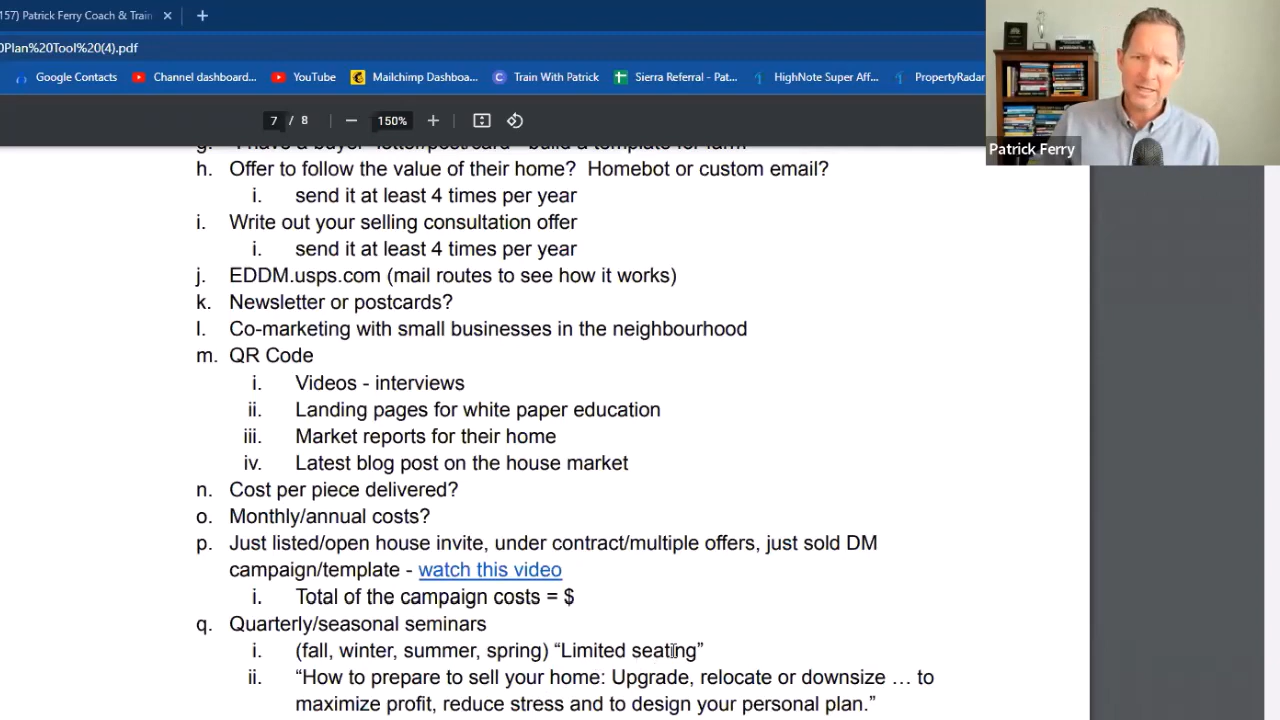 157) Patrick Ferry Coach & Train
0Plan%20Tool%20(4).pdf
Google Contacts
Channel dashboard...
YouTube
Mailchimp Dashboa...
Train With Patrick
Sierra Referral - Pat...
HighNote Super Aff...
PropertyRadar
7 / 8
150%
Patrick Ferry
h. Offer to follow the value of their home? Homebot or custom email?
i. send it at least 4 times per year
i. Write out your selling consultation offer
i. send it at least 4 times per year
j. EDDM.usps.com (mail routes to see how it works)
k. Newsletter or postcards?
l. Co-marketing with small businesses in the neighbourhood
m. QR Code
i. Videos - interviews
ii. Landing pages for white paper education
iii. Market reports for their home
iv. Latest blog post on the house market
n. Cost per piece delivered?
o. Monthly/annual costs?
p. Just listed/open house invite, under contract/multiple offers, just sold DM
campaign/template - watch this video
i. Total of the campaign costs = $
q. Quarterly/seasonal seminars
i. (fall, winter, summer, spring) “Limited seating”
ii. “How to prepare to sell your home: Upgrade, relocate or downsize … to
maximize profit, reduce stress and to design your personal plan.”